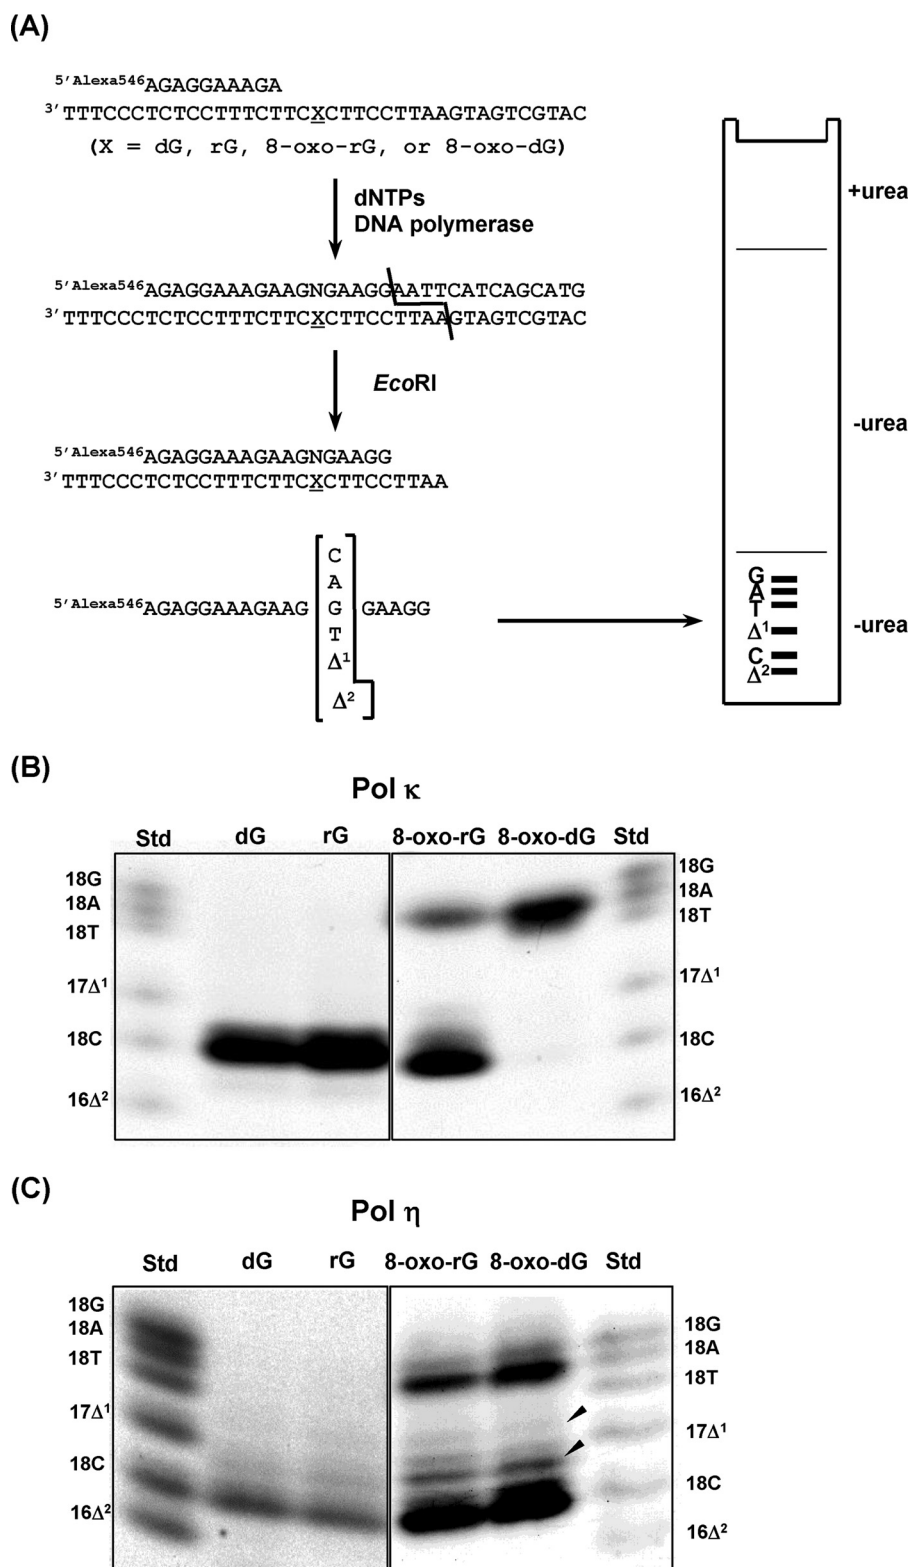 (A)
5'Alexa546AGAGGAAAGA
3'TTTCCCTCTCCTTTCTTCXCTTCCTTAAGTAGTCGTAC
(X = dG, rG, 8-oxo-rG, or 8-oxo-dG)
dNTPs
DNA polymerase
5'Alexa546AGAGGAAAGAAGNGAAGGAATTCATCAGCATG
3'TTTCCCTCTCCTTTCTTCXCTTCCTTAAGTAGTCGTAC
EcoRI
5'Alexa546AGAGGAAAGAAGNGAAGG
3'TTTCCCTCTCCTTTCTTCXCTTCCTTAA
C
A
5'Alexa546AGAGGAAAGAAG G GAAGG
T
Δ1
Δ2
+urea
-urea
G
A
T
Δ1
C
Δ2
-urea
(B)
Pol κ
Std dG rG 8-oxo-rG 8-oxo-dG Std
18G
18A
18T
17Δ1
18C
16Δ2
18G
18A
18T
17Δ1
18C
16Δ2
(C)
Pol η
Std dG rG 8-oxo-rG 8-oxo-dG Std
18G
18A
18T
17Δ1
18C
16Δ2
18G
18A
18T
17Δ1
18C
16Δ2